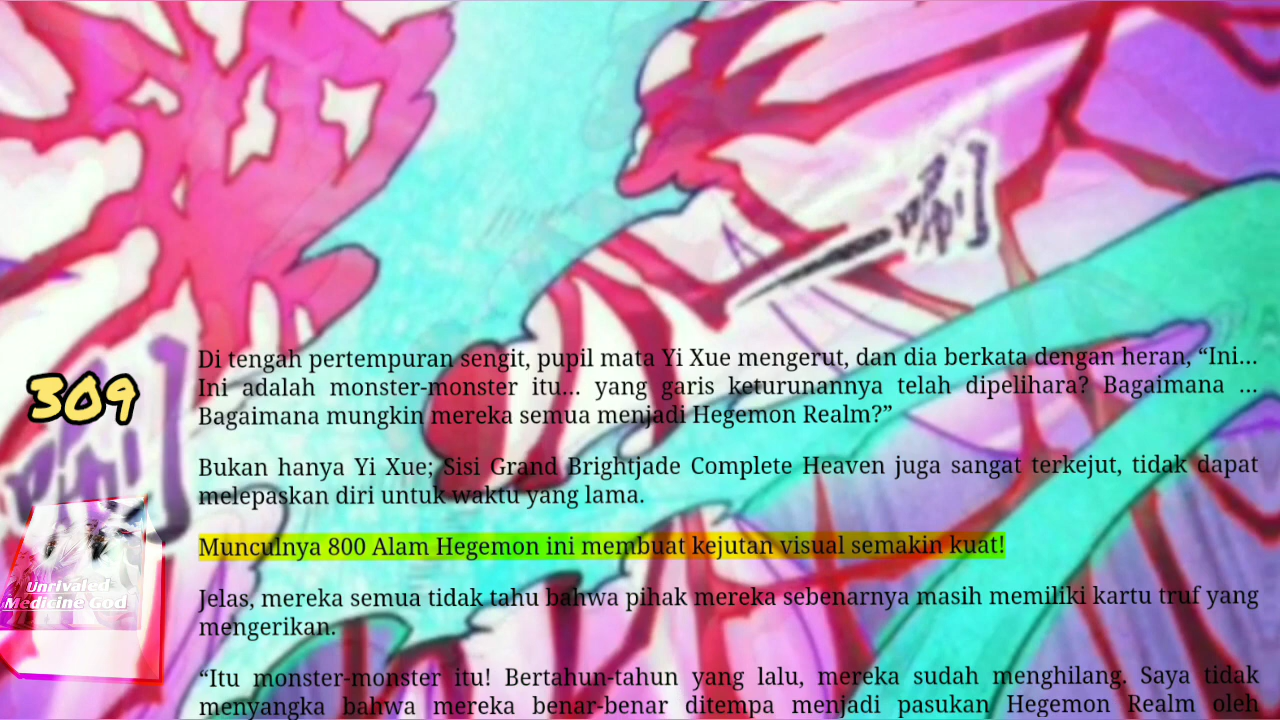 唰
Di tengah pertempuran sengit, pupil mata Yi Xue mengerut, dan dia berkata dengan heran, “Ini...
Ini adalah monster-monster itu... yang garis keturunannya telah dipelihara? Bagaimana ...
Bagaimana mungkin mereka semua menjadi Hegemon Realm?”
309
Bukan hanya Yi Xue; Sisi Grand Brightjade Complete Heaven juga sangat terkejut, tidak dapat
melepaskan diri untuk waktu yang lama.
Munculnya 800 Alam Hegemon ini membuat kejutan visual semakin kuat!
Unrivaled
Medicine God
Jelas, mereka semua tidak tahu bahwa pihak mereka sebenarnya masih memiliki kartu truf yang
mengerikan.
“Itu monster-monster itu! Bertahun-tahun yang lalu, mereka sudah menghilang. Saya tidak
menyangka bahwa mereka benar-benar ditempa menjadi pasukan Hegemon Realm oleh